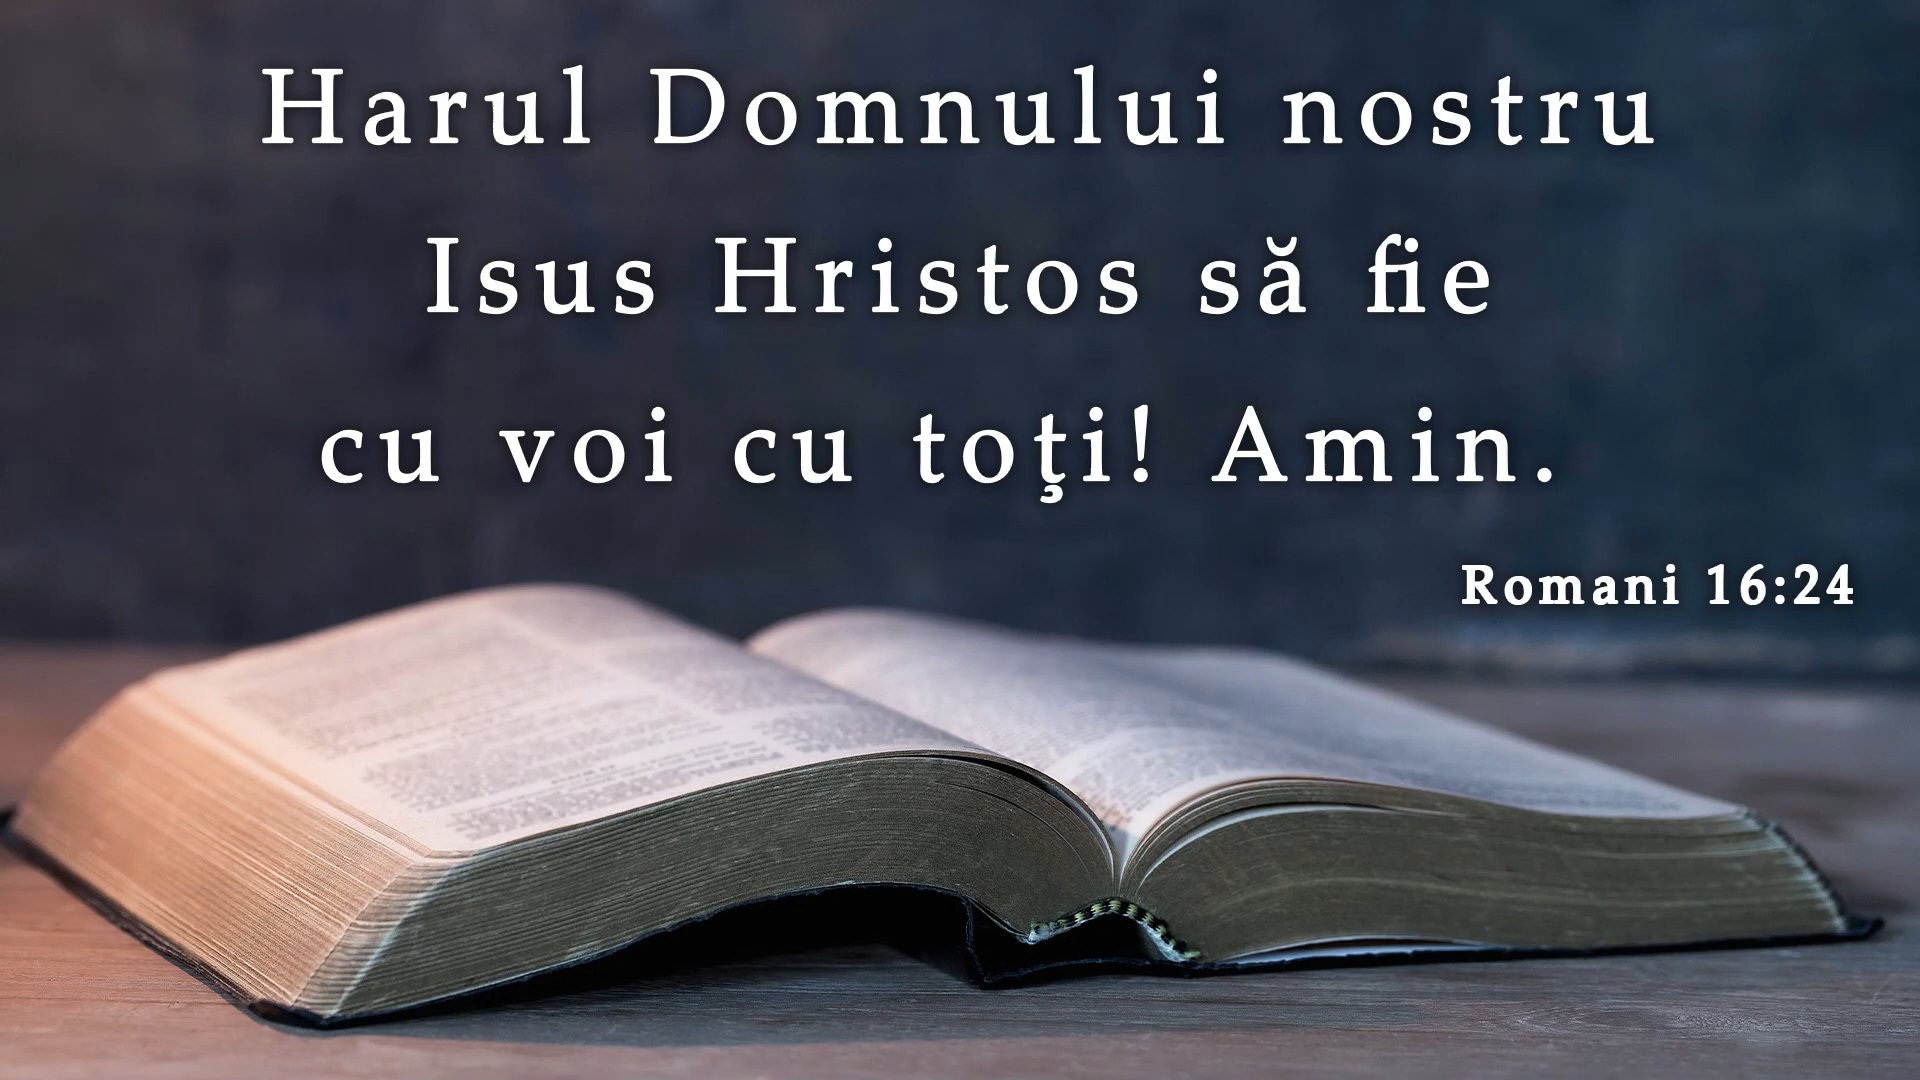 Harul Domnului nostru
Isus Hristos să fie
cu voi cu toţi! Amin.
Romani 16:24